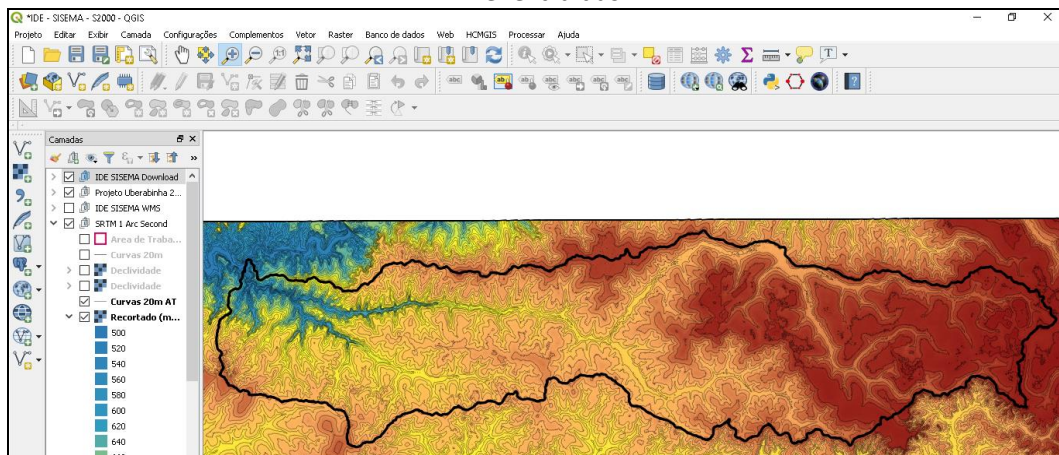 *IDE - SISEMA - S2000 - QGIS
Projeto Editar Exibir Camada Configurações Complementos Vetor Raster Banco de dados Web HCMGIS Processar Ajuda
Camadas
IDE SISEMA Download
Projeto Uberabinha 2...
IDE SISEMA WMS
SRTM 1 Arc Second
Area de Traba...
Curvas 20m
Declividade
Declividade
Curvas 20m AT
Recortado (m...
500
520
540
560
580
600
620
640